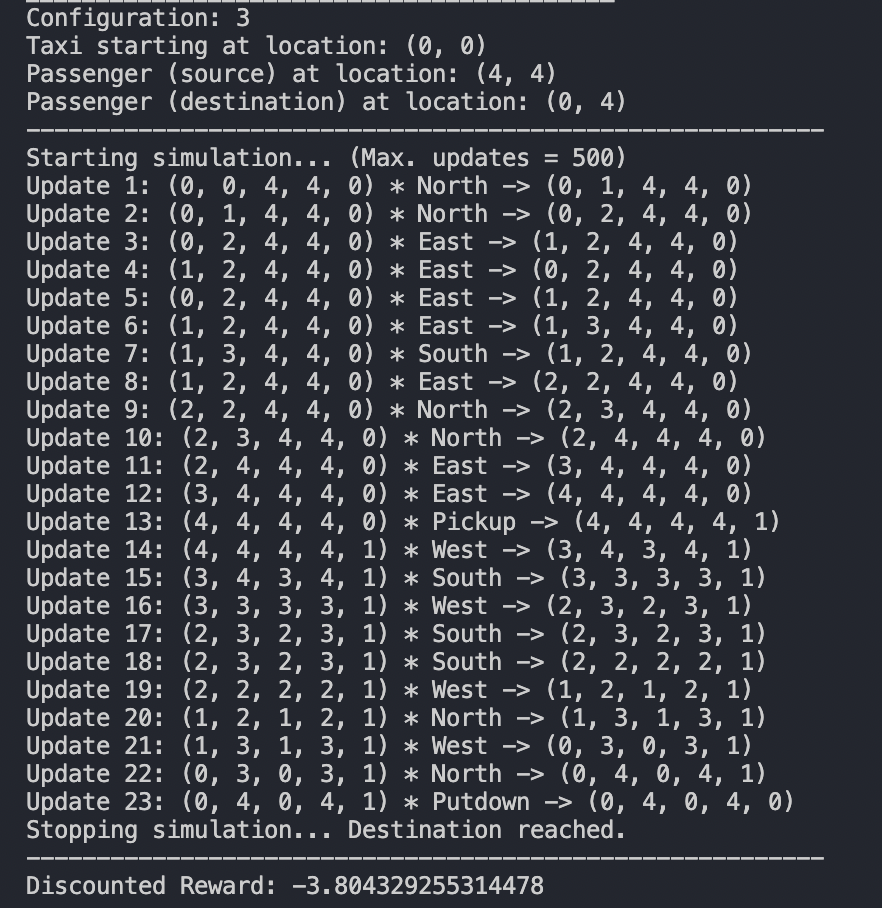 Configuration: 3
Taxi starting at location: (0, 0)
Passenger (source) at location: (4, 4)
Passenger (destination) at location: (0, 4)
Starting simulation... (Max. updates = 500)
Update 1: (0, 0, 4, 4, 0) * North -> (0, 1, 4, 4, 0)
Update 2: (0, 1, 4, 4, 0) * North -> (0, 2, 4, 4, 0)
Update 3: (0, 2, 4, 4, 0) * East -> (1, 2, 4, 4, 0)
Update 4: (1, 2, 4, 4, 0) * East -> (0, 2, 4, 4, 0)
Update 5: (0, 2, 4, 4, 0) * East -> (1, 2, 4, 4, 0)
Update 6: (1, 2, 4, 4, 0) * East -> (1, 3, 4, 4, 0)
Update 7: (1, 3, 4, 4, 0) * South -> (1, 2, 4, 4, 0)
Update 8: (1, 2, 4, 4, 0) * East -> (2, 2, 4, 4, 0)
Update 9: (2, 2, 4, 4, 0) * North -> (2, 3, 4, 4, 0)
Update 10: (2, 3, 4, 4, 0) * North -> (2, 4, 4, 4, 0)
Update 11: (2, 4, 4, 4, 0) * East -> (3, 4, 4, 4, 0)
Update 12: (3, 4, 4, 4, 0) * East -> (4, 4, 4, 4, 0)
Update 13: (4, 4, 4, 4, 0) * Pickup -> (4, 4, 4, 4, 1)
Update 14: (4, 4, 4, 4, 1) * West -> (3, 4, 3, 4, 1)
Update 15: (3, 4, 3, 4, 1) * South -> (3, 3, 3, 3, 1)
Update 16: (3, 3, 3, 3, 1) * West -> (2, 3, 2, 3, 1)
Update 17: (2, 3, 2, 3, 1) * South -> (2, 3, 2, 3, 1)
Update 18: (2, 3, 2, 3, 1) * South -> (2, 2, 2, 2, 1)
Update 19: (2, 2, 2, 2, 1) * West -> (1, 2, 1, 2, 1)
Update 20: (1, 2, 1, 2, 1) * North -> (1, 3, 1, 3, 1)
Update 21: (1, 3, 1, 3, 1) * West -> (0, 3, 0, 3, 1)
Update 22: (0, 3, 0, 3, 1) * North -> (0, 4, 0, 4, 1)
Update 23: (0, 4, 0, 4, 1) * Putdown -> (0, 4, 0, 4, 0)
Stopping simulation... Destination reached.
Discounted Reward: -3.804329255314478